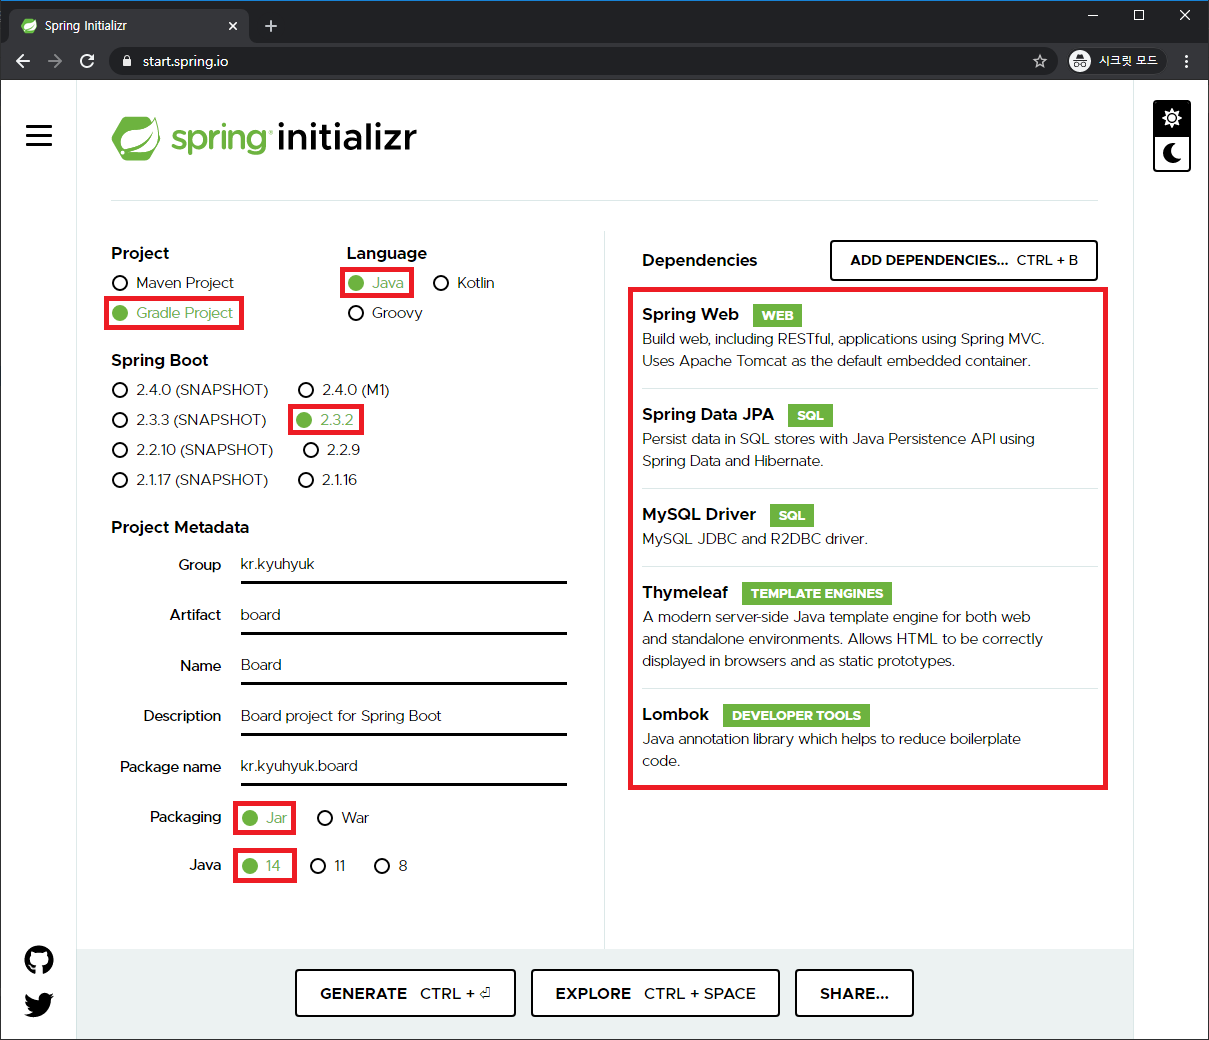 Spring Initializr
start.spring.io
시크릿 모드
spring initializr
Project
Maven Project
Gradle Project
Language
Java
Kotlin
Groovy
Spring Boot
2.4.0 (SNAPSHOT)
2.4.0 (M1)
2.3.3 (SNAPSHOT)
2.3.2
2.2.10 (SNAPSHOT)
2.2.9
2.1.17 (SNAPSHOT)
2.1.16
Project Metadata
Group
kr.kyuhyuk
Artifact
board
Name
Board
Description
Board project for Spring Boot
Package name
kr.kyuhyuk.board
Packaging
Jar
War
Java
14
11
8
Dependencies
ADD DEPENDENCIES... CTRL + B
Spring Web WEB
Build web, including RESTful, applications using Spring MVC.
Uses Apache Tomcat as the default embedded container.
Spring Data JPA SQL
Persist data in SQL stores with Java Persistence API using
Spring Data and Hibernate.
MySQL Driver SQL
MySQL JDBC and R2DBC driver.
Thymeleaf TEMPLATE ENGINES
A modern server-side Java template engine for both web
and standalone environments. Allows HTML to be correctly
displayed in browsers and as static prototypes.
Lombok DEVELOPER TOOLS
Java annotation library which helps to reduce boilerplate
code.
GENERATE CTRL + ⏎
EXPLORE CTRL + SPACE
SHARE...